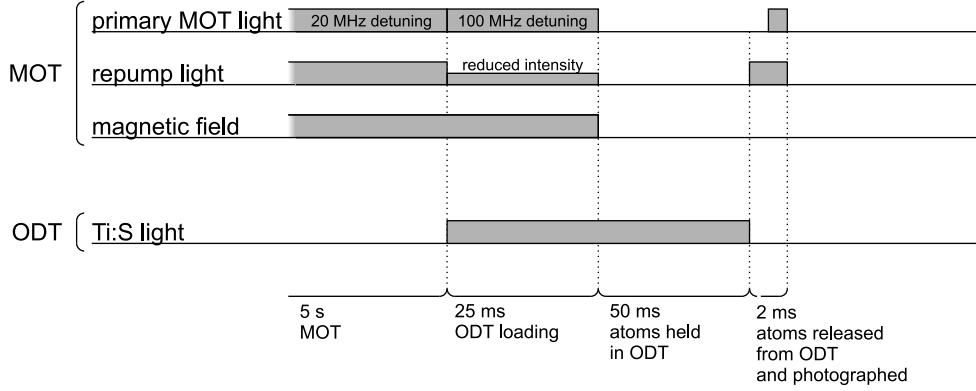 primary MOT light
20 MHz detuning
100 MHz detuning
MOT
repump light
reduced intensity
magnetic field
ODT
Ti:S light
5 s
MOT
25 ms
ODT loading
50 ms
atoms held
in ODT
2 ms
atoms released
from ODT
and photographed